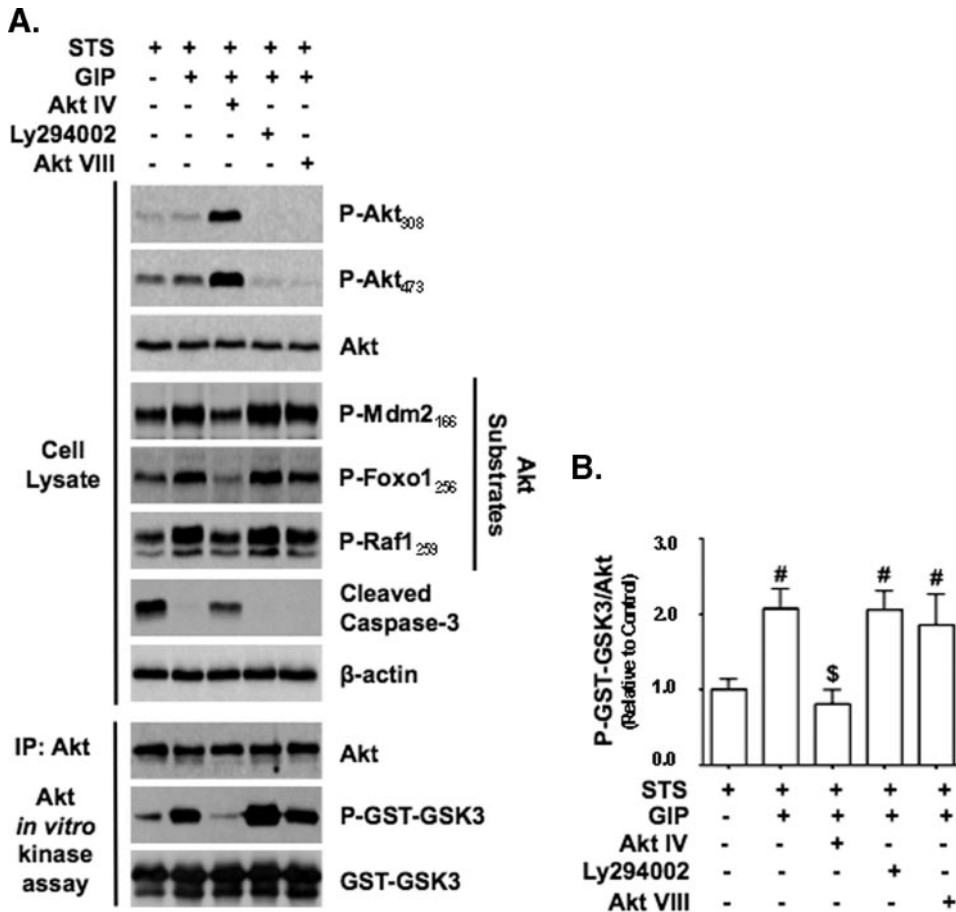 A.
STS + + + + +
GIP - + + + +
Akt IV - - + - -
Ly294002 - - - + -
Akt VIII - - - - +
P-Akt308
P-Akt473
Akt
P-Mdm2166
P-Foxo1256
P-Raf1259
Akt
Substrates
Cleaved
Caspase-3
β-actin
Cell
Lysate
IP: Akt
Akt
Akt
in vitro
kinase
assay
P-GST-GSK3
GST-GSK3
B.
P-GST-GSK3/Akt
(Relative to Control)
3.0
2.0
1.0
0.0
# $ # #
STS + + + + +
GIP - + + + +
Akt IV - - + - -
Ly294002 - - - + -
Akt VIII - - - - +